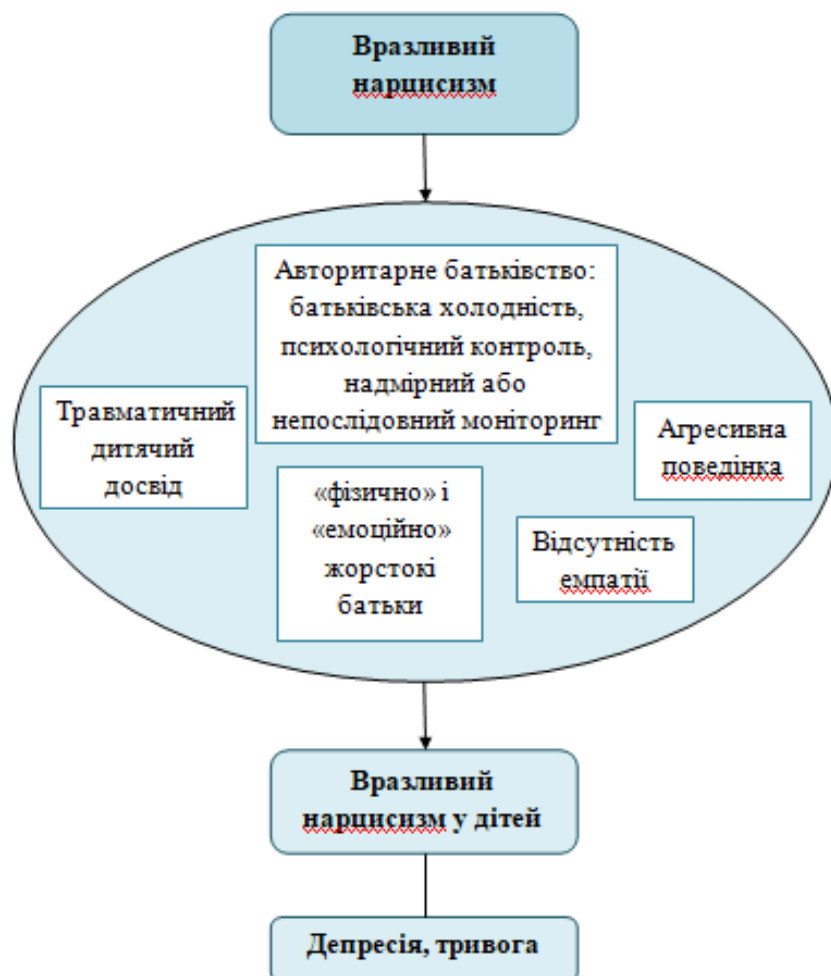 Вразливий
нарцисизм
Авторитарне батьківство:
батьківська холодність,
психологічний контроль,
надмірний або
непослідовний моніторинг
Травматичний
дитячий
досвід
Агресивна
поведінка
«фізично» і
«емоційно»
жорстокі
батьки
Відсутність
емпатії
Вразливий
нарцисизм у дітей
Депресія, тривога